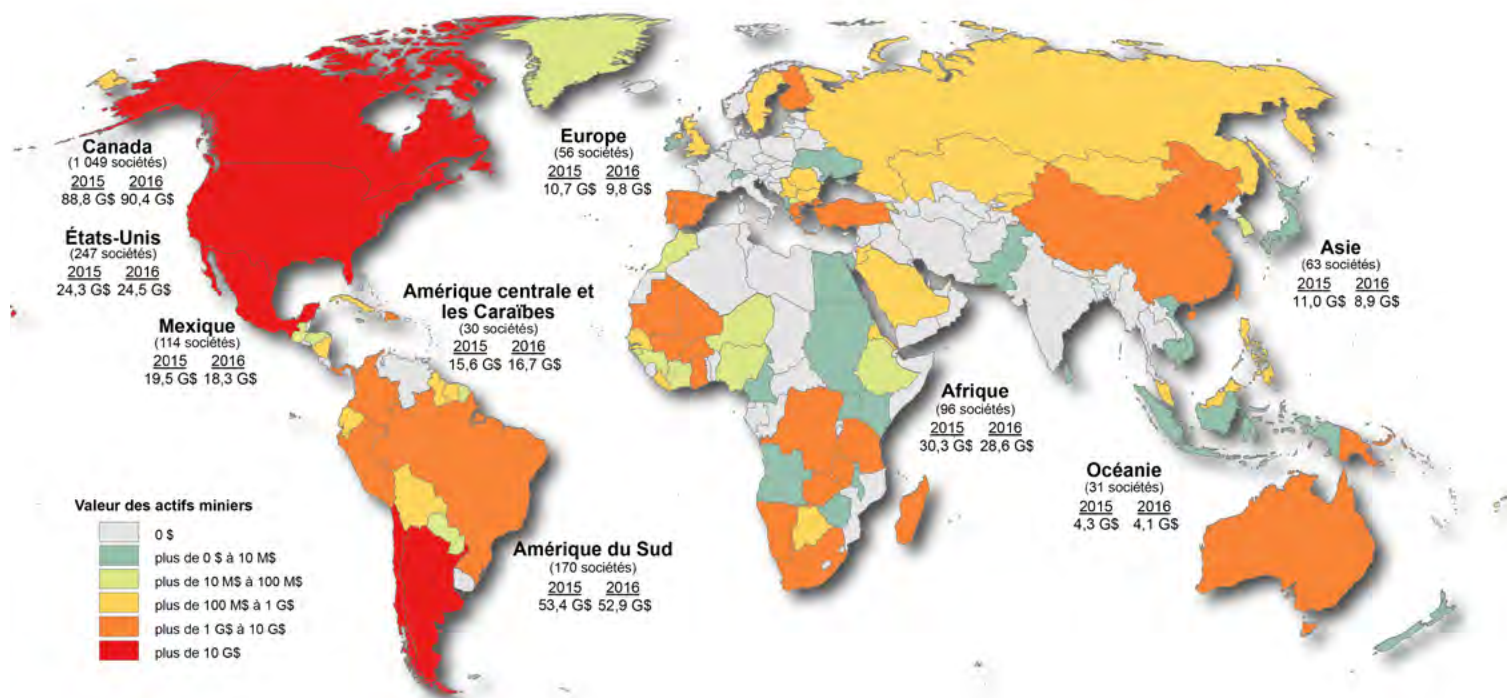 Canada
(1 049 sociétés)
2015 2016
88,8 G$ 90,4 G$
États-Unis
(247 sociétés)
2015 2016
24,3 G$ 24,5 G$
Mexique
(114 sociétés)
2015 2016
19,5 G$ 18,3 G$
Amérique centrale et
les Caraïbes
(30 sociétés)
2015 2016
15,6 G$ 16,7 G$
Europe
(56 sociétés)
2015 2016
10,7 G$ 9,8 G$
Asie
(63 sociétés)
2015 2016
11,0 G$ 8,9 G$
Afrique
(96 sociétés)
2015 2016
30,3 G$ 28,6 G$
Océanie
(31 sociétés)
2015 2016
4,3 G$ 4,1 G$
Amérique du Sud
(170 sociétés)
2015 2016
53,4 G$ 52,9 G$
Valeur des actifs miniers
0 $
plus de 0 $ à 10 M$
plus de 10 M$ à 100 M$
plus de 100 M$ à 1 G$
plus de 1 G$ à 10 G$
plus de 10 G$